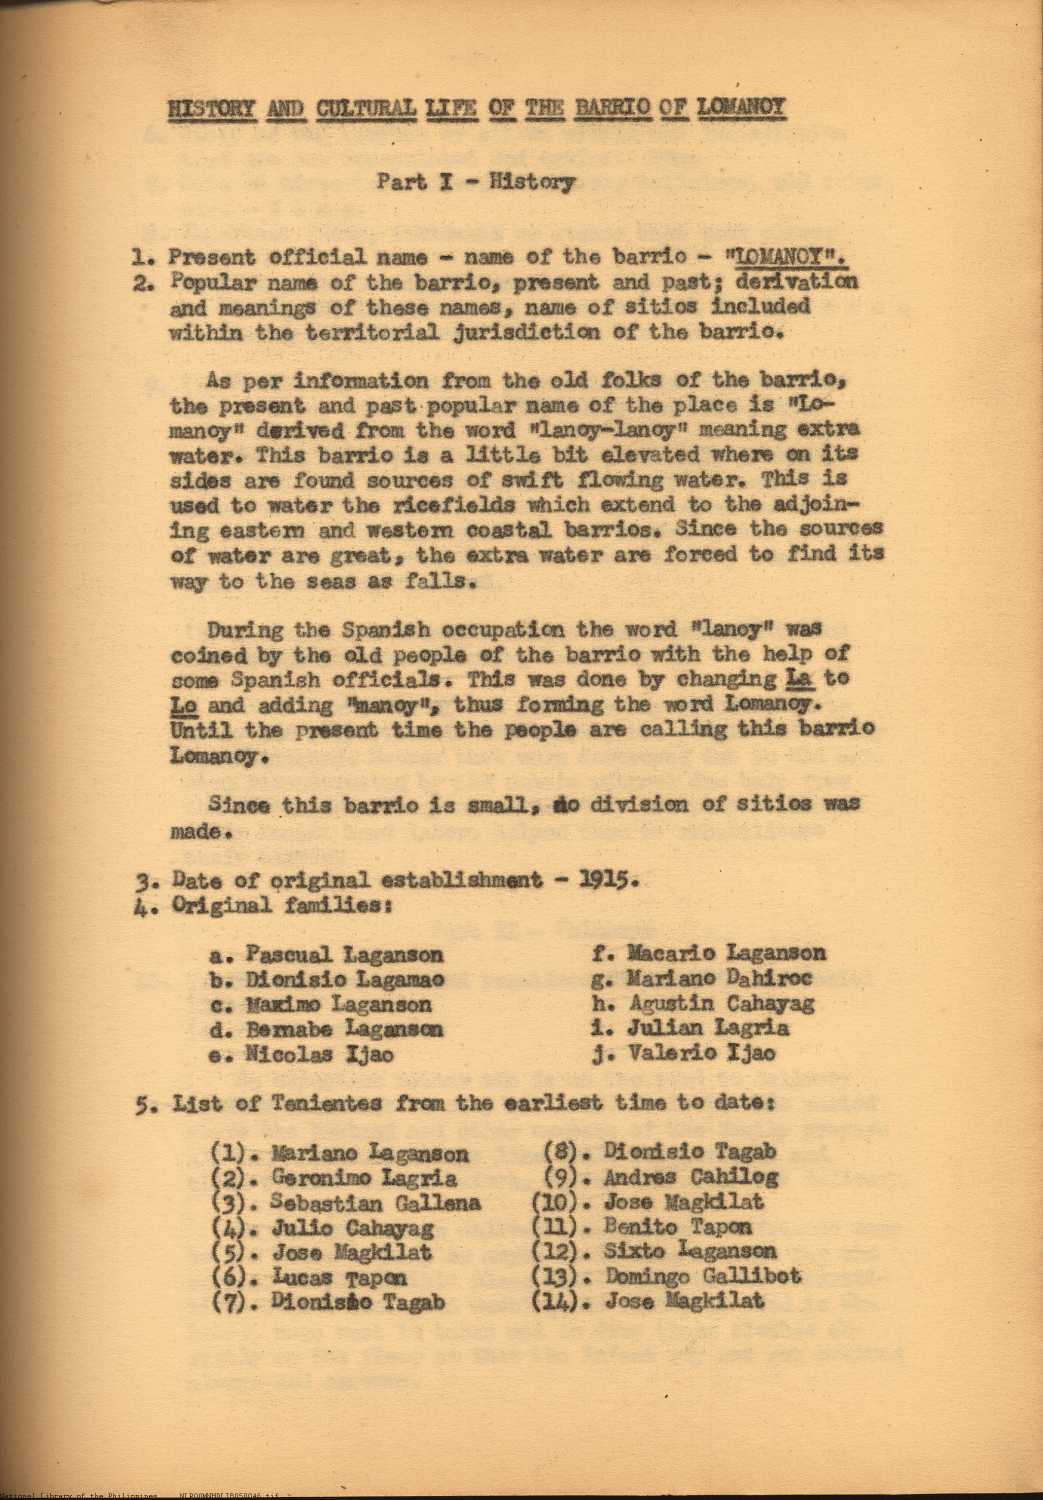 HISTORY AND CULTURAL LIFE OF THE BARRIO OF LOMANOY
Part I - History
1. Present official name - name of the barrio - "LOMANOY".
2. Popular name of the barrio, present and past; derivation
and meanings of these names, name of sitios included
within the territorial jurisdiction of the barrio.
As per information from the old folks of the barrio,
the present and past popular name of the place is "Lo-
manoy" derived from the word "lanoy-lanoy" meaning extra
water. This barrio is a little bit elevated where on its
sides are found sources of swift flowing water. This is
used to water the ricefields which extend to the adjoin-
ing eastern and western coastal barrios. Since the sources
of water are great, the extra water are forced to find its
way to the seas as falls.
During the Spanish occupation the word "lanoy" was
coined by the old people of the barrio with the help of
some Spanish officials. This was done by changing La to
Lo and adding "manoy", thus forming the word Lomanoy.
Until the present time the people are calling this barrio
Lomanoy.
Since this barrio is small, no division of sitios was
made.
3. Date of original establishment - 1915.
4. Original families:
a. Pascual Laganson
b. Dionisio Lagamao
c. Maximo Laganson
d. Bernabe Laganson
e. Nicolas Ijao
f. Macario Laganson
g. Mariano Dahiroc
h. Agustin Cahayag
i. Julian Lagria
j. Valerio Ijao
5. List of Tenientes from the earliest time to date:
(1). Mariano Laganson
(2). Geronimo Lagria
(3). Sebastian Gallena
(4). Julio Cahayag
(5). Jose Magkilat
(6). Lucas Tapon
(7). Dionisio Tagab
(8). Dionisio Tagab
(9). Andres Cahilog
(10). Jose Magkilat
(11). Benito Tapon
(12). Sixto Laganson
(13). Domingo Gallibot
(14). Jose Magkilat
National Library of the Philippines